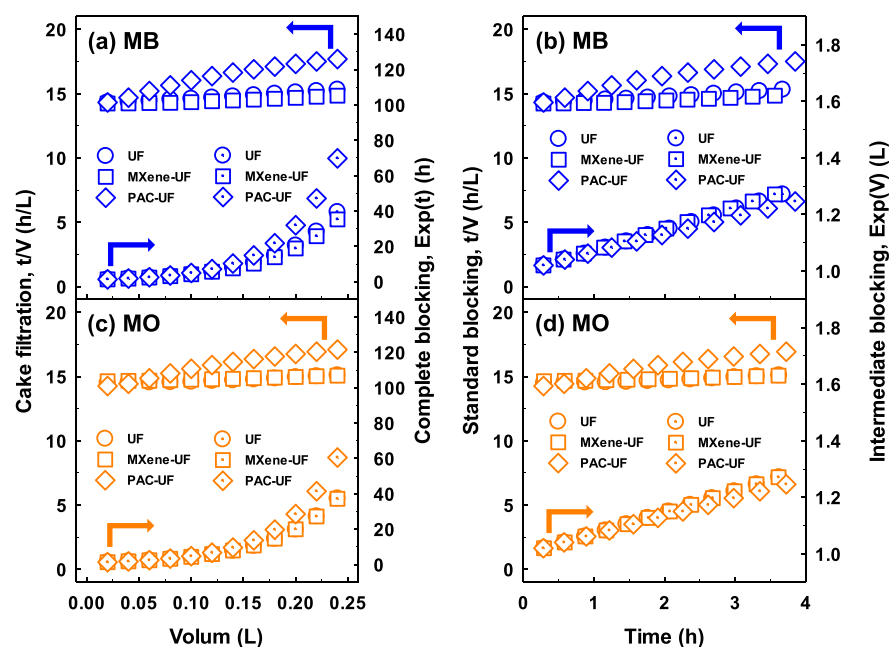 (a) MB
20
15
10
5
0
140
120
100
80
60
40
20
0
UF
MXene-UF
PAC-UF
UF
MXene-UF
PAC-UF
(b) MB
20
15
10
5
0
1.8
1.6
1.4
1.2
1.0
UF
MXene-UF
PAC-UF
UF
MXene-UF
PAC-UF
(c) MO
20
15
10
5
0
140
120
100
80
60
40
20
0
UF
MXene-UF
PAC-UF
UF
MXene-UF
PAC-UF
0.00
0.05
0.10
0.15
0.20
0.25
Volum (L)
(d) MO
20
15
10
5
0
1.8
1.6
1.4
1.2
1.0
UF
MXene-UF
PAC-UF
UF
MXene-UF
PAC-UF
0
1
2
3
4
Time (h)
Cake filtration, t/V (h/L)
Complete blocking, Exp(t) (h)
Standard blocking, t/V (h/L)
Intermediate blocking, Exp(V) (L)